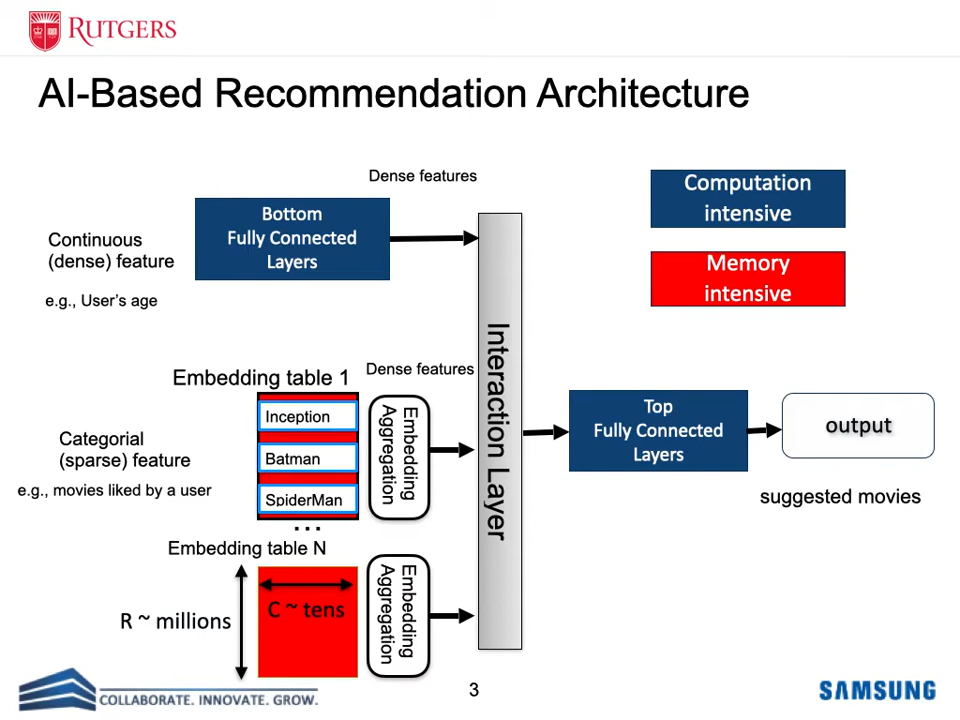 RUTGERS
AI-Based Recommendation Architecture
Dense features
Computation
intensive
Bottom
Fully Connected
Layers
Continuous
(dense) feature
e.g., User's age
Memory
intensive
Interaction Layer
Embedding table 1
Dense features
Inception
Batman
SpiderMan
...
Embedding
Aggregation
Categorial
(sparse) feature
e.g., movies liked by a user
Top
Fully Connected
Layers
output
suggested movies
Embedding table N
C ~ tens
R ~ millions
Embedding
Aggregation
COLLABORATE. INNOVATE. GROW.
3
SAMSUNG